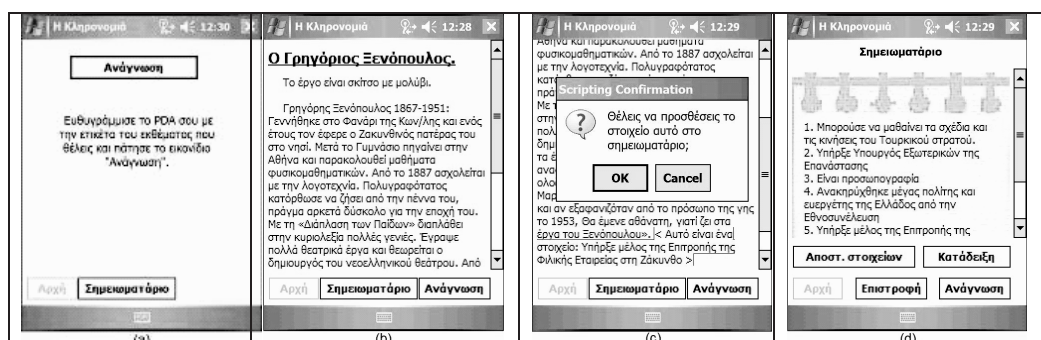 Η Κληρονομιά 12:30
Ανάγνωση
Ευθυγράμμισε το PDA σου με
την ετικέτα του εκθέματος που
θέλεις και πάτησε το εικονίδιο
"Ανάγνωση".
Αρχή Σημειωματάριο
(a)
Η Κληρονομιά 12:28
Ο Γρηγόριος Ξενόπουλος.
Το έργο είναι σκίτσο με μολύβι.
Γρηγόρης Ξενόπουλος 1867-1951:
Γεννήθηκε στο Φανάρι της Κων/λης και ενός
έτους τον έφερε ο Ζακυνθινός πατέρας του
στο νησί. Μετά το Γυμνάσιο πηγαίνει στην
Αθήνα και παρακολουθεί μαθήματα
φυσικομαθηματικών. Από το 1887 ασχολείται
με την λογοτεχνία. Πολυγραφότατος
κατόρθωσε να ζήσει από την πέννα του,
πράγμα αρκετά δύσκολο για την εποχή του.
Με τη «Διάπλαση των Παίδων» διαπλάθει
στην κυριολεξία πολλές γενιές. Έγραψε
πολλά θεατρικά έργα και θεωρείται ο
δημιουργός του νεοελληνικού θεάτρου. Από
Αρχή Σημειωματάριο Ανάγνωση
(b)
Η Κληρονομιά 12:29
Αθήνα και παρακολουθεί μαθήματα
φυσικομαθηματικών. Από το 1887 ασχολείται
με την λογοτεχνία. Πολυγραφότατος
Scripting Confirmation
Θέλεις να προσθέσεις το
στοιχείο αυτό στο
σημειωματάριο;
OK Cancel
και αν εξαφανιζόταν από το πρόσωπο της γης
το 1953, θα έμενε αθάνατη, γιατί ζει στα
έργα του Ξενόπουλου». < Αυτό είναι ένα
στοιχείο: Υπήρξε μέλος της Επιτροπής της
Φιλικής Εταιρείας στη Ζάκυνθο >
Αρχή Σημειωματάριο Ανάγνωση
(c)
Η Κληρονομιά 12:29
Σημειωματάριο
1. Μπορούσε να μαθαίνει τα σχέδια και
τις κινήσεις του Τουρκικού στρατού.
2. Υπήρξε Υπουργός Εξωτερικών της
Επανάστασης
3. Είναι προσωπογραφία
4. Ανακηρύχθηκε μέγας πολίτης και
ευεργέτης της Ελλάδος από την
Εθνοσυνέλευση
5. Υπήρξε μέλος της Επιτροπής της
Αποστ. στοιχείων Κατάδειξη
Αρχή Επιστροφή Ανάγνωση
(d)